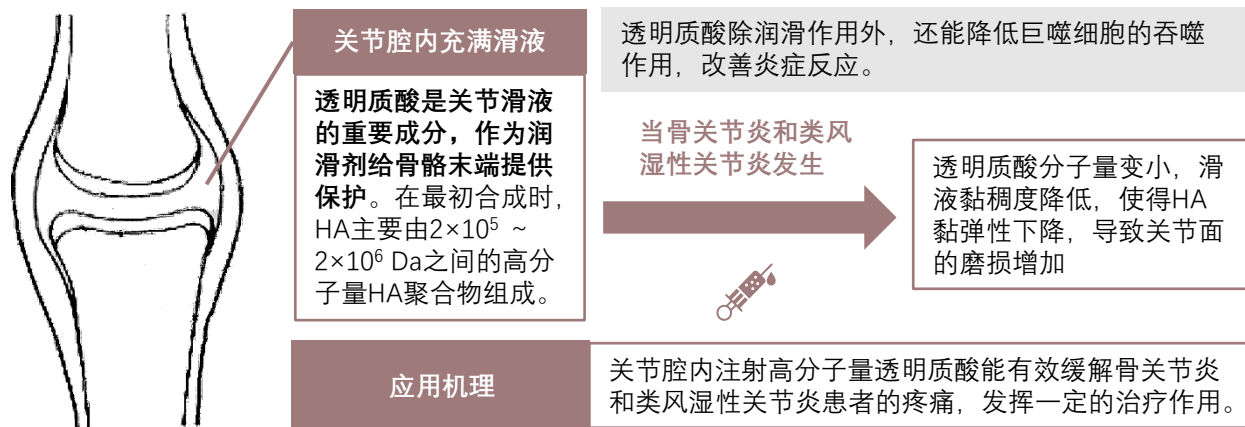 关节腔内充满滑液
透明质酸是关节滑液
的重要成分，作为润
滑剂给骨骼末端提供
保护。在最初合成时，
HA主要由2×10⁵ ~
2×10⁶ Da之间的高分
子量HA聚合物组成。
透明质酸除润滑作用外，还能降低巨噬细胞的吞噬
作用，改善炎症反应。
当骨关节炎和类风
湿性关节炎发生
透明质酸分子量变小，滑
液黏稠度降低，使得HA
黏弹性下降，导致关节面
的磨损增加
应用机理
关节腔内注射高分子量透明质酸能有效缓解骨关节炎
和类风湿性关节炎患者的疼痛，发挥一定的治疗作用。